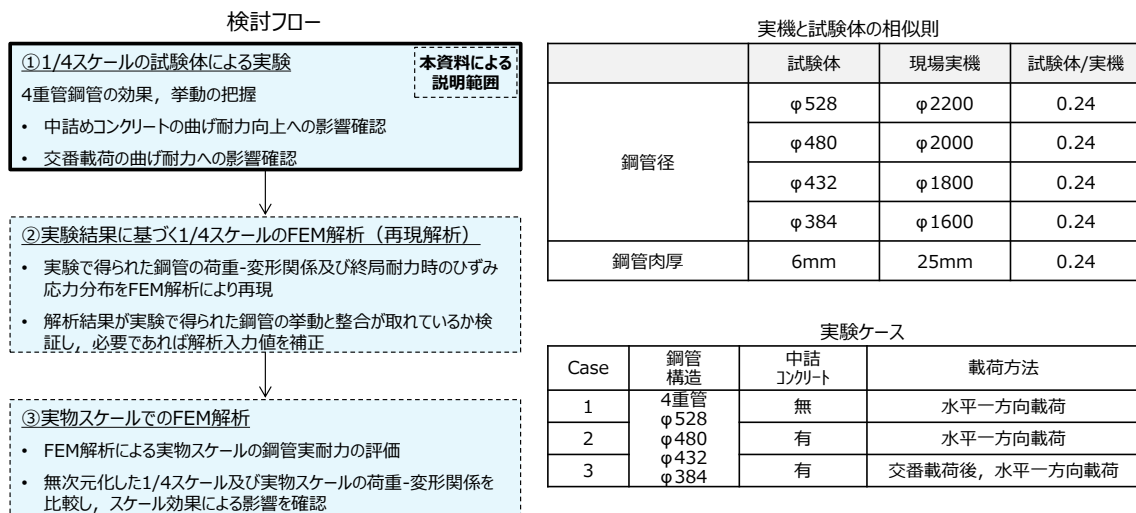 検討フロー
①1/4スケールの試験体による実験
本資料による
説明範囲
4重管鋼管の効果，挙動の把握
• 中詰めコンクリートの曲げ耐力向上への影響確認
• 交番載荷の曲げ耐力への影響確認
②実験結果に基づく1/4スケールのFEM解析（再現解析）
• 実験で得られた鋼管の荷重-変形関係及び終局耐力時のひずみ
応力分布をFEM解析により再現
• 解析結果が実験で得られた鋼管の挙動と整合が取れているか検
証し，必要であれば解析入力値を補正
③実物スケールでのFEM解析
• FEM解析による実物スケールの鋼管実耐力の評価
• 無次元化した1/4スケール及び実物スケールの荷重-変形関係を
比較し，スケール効果による影響を確認
実機と試験体の相似則
試験体 現場実機 試験体/実機
鋼管径
φ528 φ2200 0.24
φ480 φ2000 0.24
φ432 φ1800 0.24
φ384 φ1600 0.24
鋼管肉厚 6mm 25mm 0.24
実験ケース
Case 鋼管
構造 中詰
コンクリート 載荷方法
4重管
φ528
φ480
φ432
φ384
1 無 水平一方向載荷
2 有 水平一方向載荷
3 有 交番載荷後，水平一方向載荷